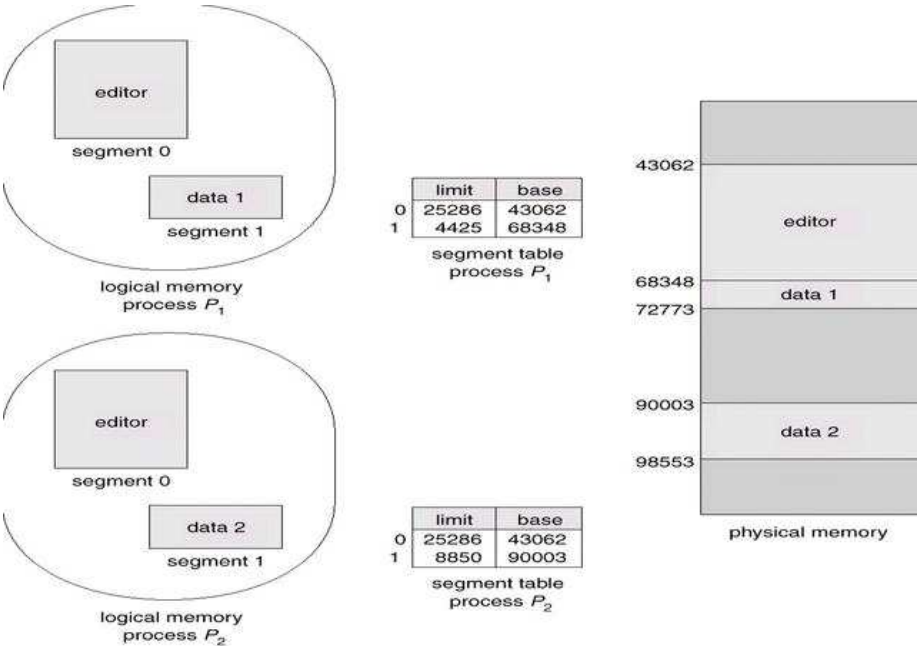 editor
segment 0
data 1
segment 1
logical memory
process P1
limit base
0 25286 43062
1 4425 68348
segment table
process P1
editor
segment 0
data 2
segment 1
logical memory
process P2
limit base
0 25286 43062
1 8850 90003
segment table
process P2
43062
editor
68348
data 1
72773
90003
data 2
98553
physical memory